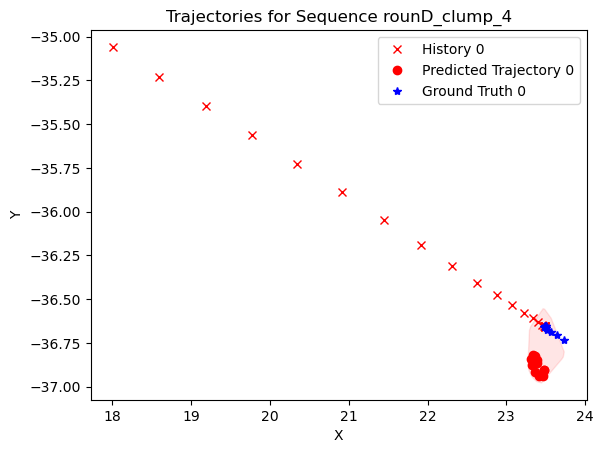 Trajectories for Sequence rounD_clump_4
History 0
Predicted Trajectory 0
Ground Truth 0
−35.00
−35.25
−35.50
−35.75
−36.00
−36.25
−36.50
−36.75
−37.00
Y
18 19 20 21 22 23 24
X